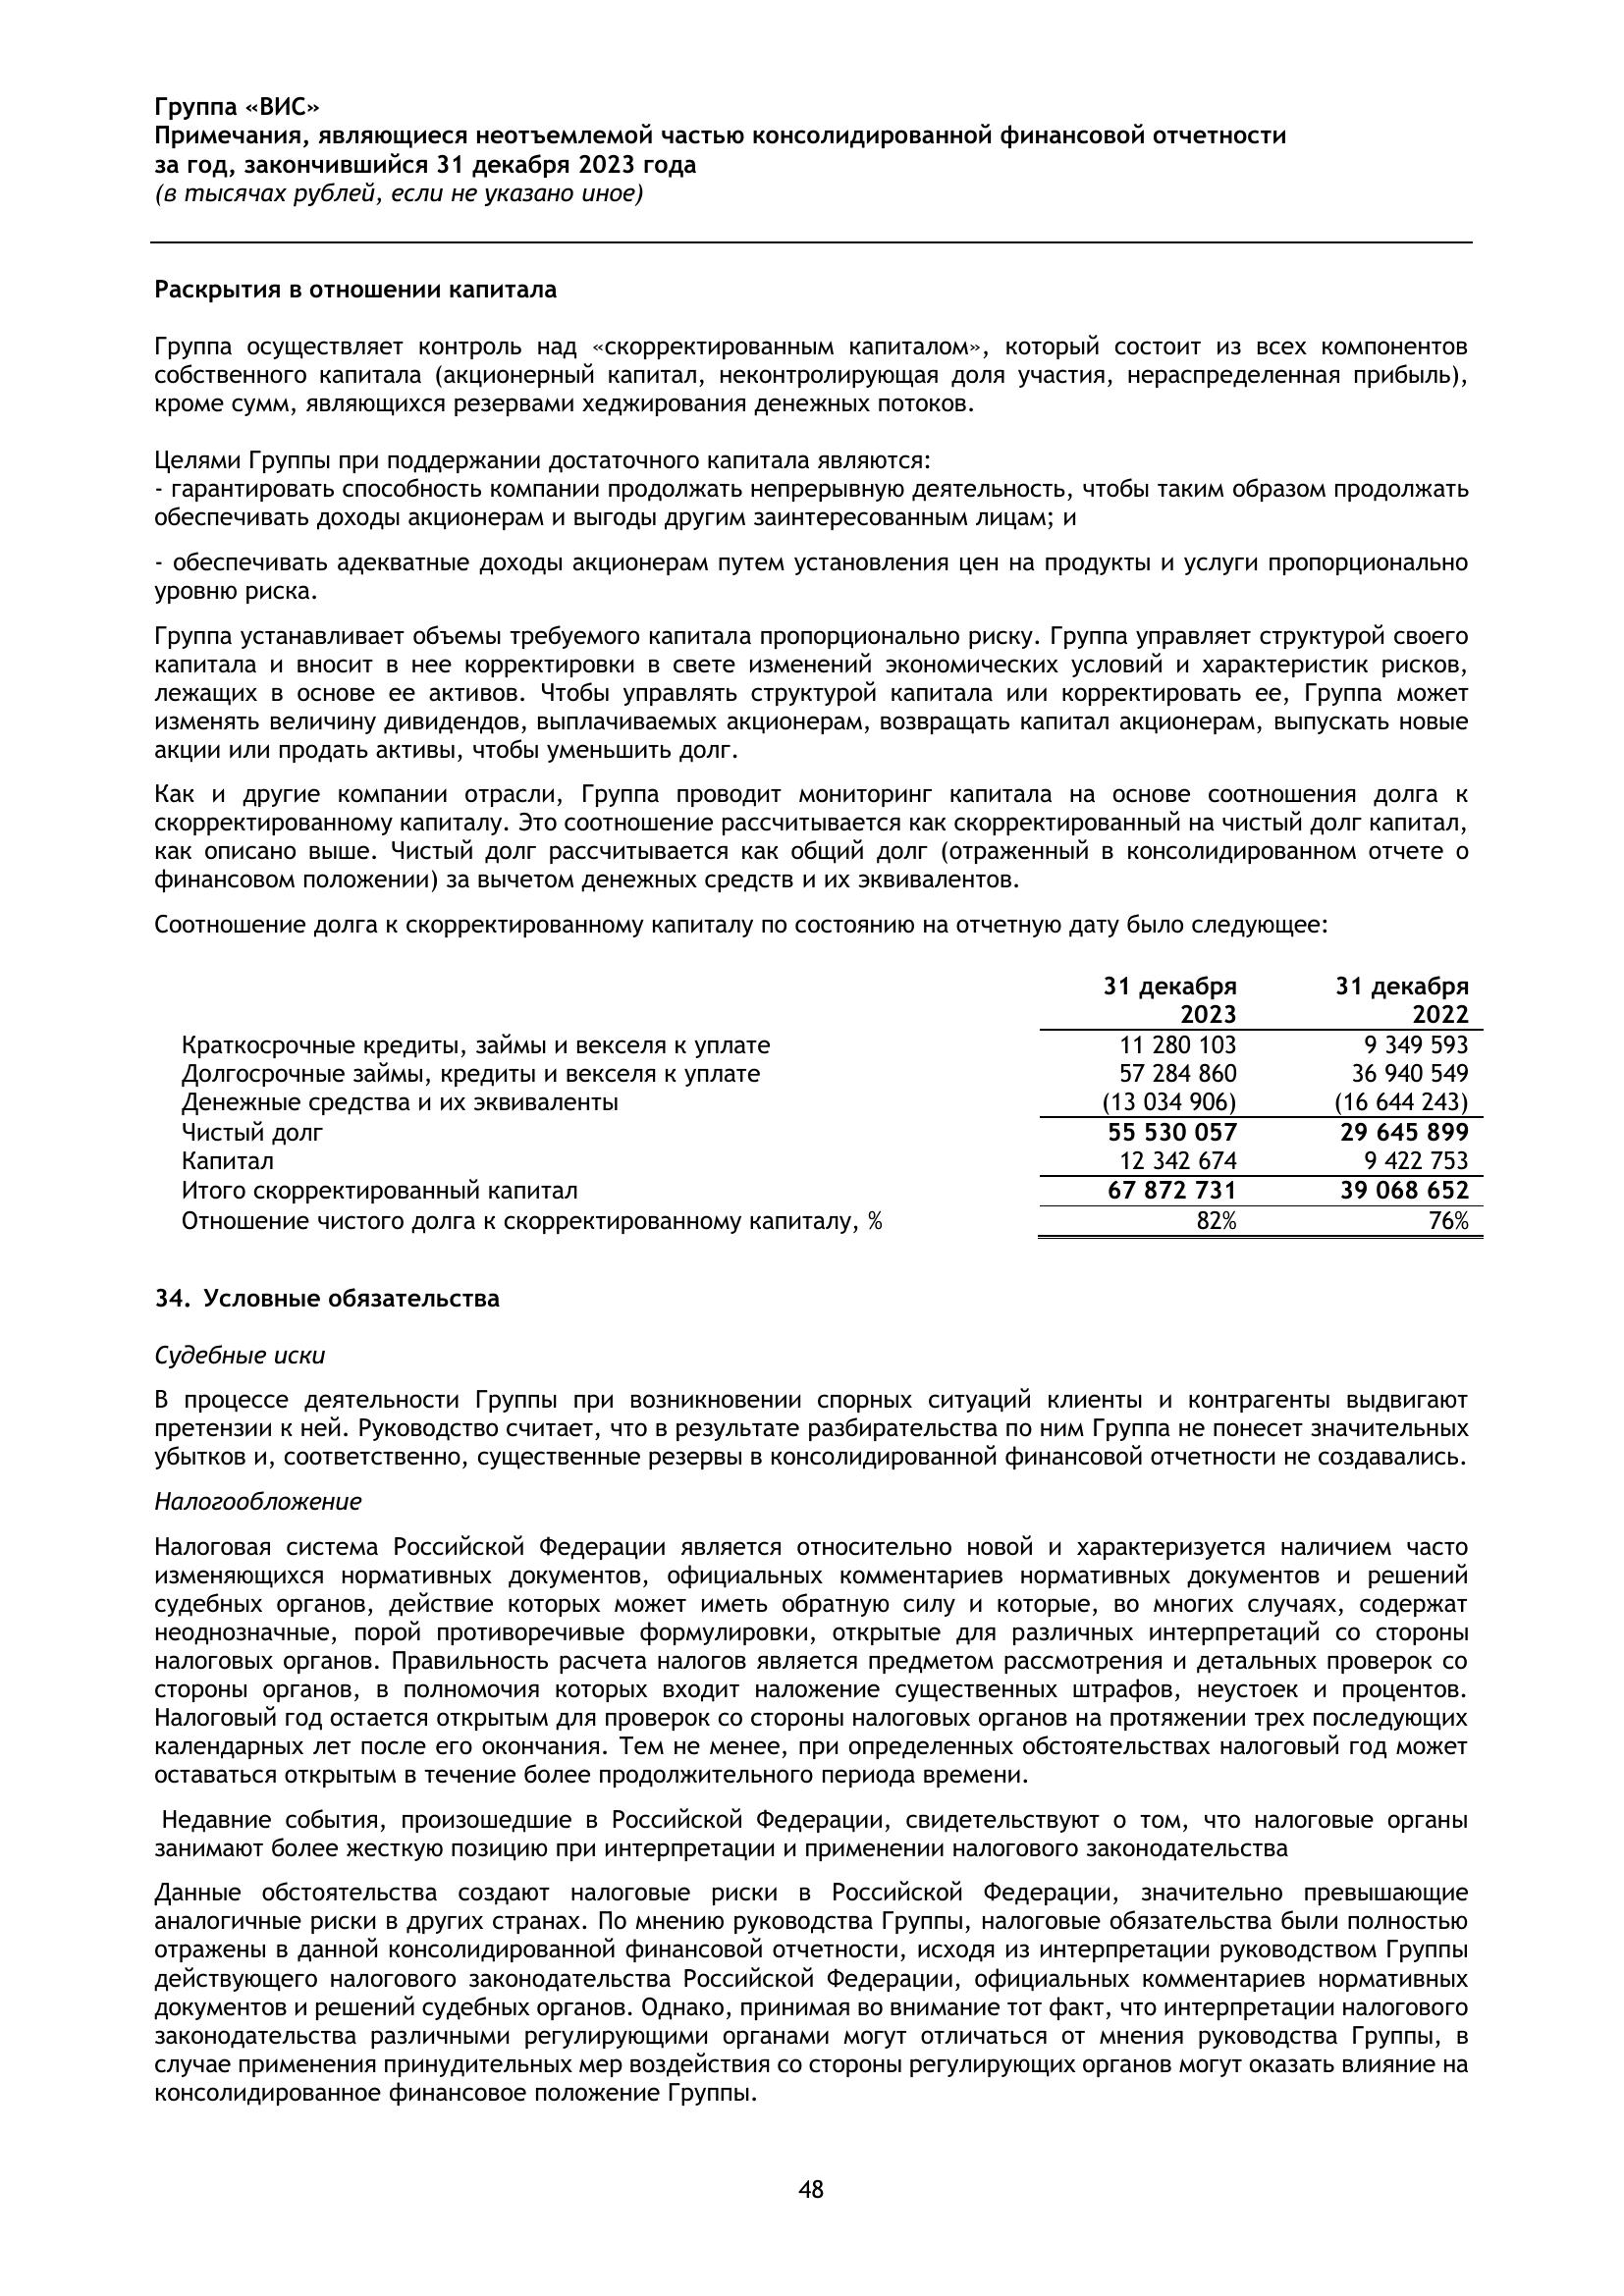 Группа «ВИС»
Примечания, являющиеся неотъемлемой частью консолидированной финансовой отчетности
за год, закончившийся 31 декабря 2023 года
(в тысячах рублей, если не указано иное)
Раскрытия в отношении капитала
Группа осуществляет контроль над «скорректированным капиталом», который состоит из всех компонентов
собственного капитала (акционерный капитал, неконтролирующая доля участия, нераспределенная прибыль),
кроме сумм, являющихся резервами хеджирования денежных потоков.
Целями Группы при поддержании достаточного капитала являются:
- гарантировать способность компании продолжать непрерывную деятельность, чтобы таким образом продолжать
обеспечивать доходы акционерам и выгоды другим заинтересованным лицам; и
- обеспечивать адекватные доходы акционерам путем установления цен на продукты и услуги пропорционально
уровню риска.
Группа устанавливает объемы требуемого капитала пропорционально риску. Группа управляет структурой своего
капитала и вносит в нее корректировки в свете изменений экономических условий и характеристик рисков,
лежащих в основе ее активов. Чтобы управлять структурой капитала или корректировать ее, Группа может
изменять величину дивидендов, выплачиваемых акционерам, возвращать капитал акционерам, выпускать новые
акции или продать активы, чтобы уменьшить долг.
Как и другие компании отрасли, Группа проводит мониторинг капитала на основе соотношения долга к
скорректированному капиталу. Это соотношение рассчитывается как скорректированный на чистый долг капитал,
как описано выше. Чистый долг рассчитывается как общий долг (отраженный в консолидированном отчете о
финансовом положении) за вычетом денежных средств и их эквивалентов.
Соотношение долга к скорректированному капиталу по состоянию на отчетную дату было следующее:
31 декабря 31 декабря
2023 2022
Краткосрочные кредиты, займы и векселя к уплате 11 280 103 9 349 593
Долгосрочные займы, кредиты и векселя к уплате 57 284 860 36 940 549
Денежные средства и их эквиваленты (13 034 906) (16 644 243)
Чистый долг 55 530 057 29 645 899
Капитал 12 342 674 9 422 753
Итого скорректированный капитал 67 872 731 39 068 652
Отношение чистого долга к скорректированному капиталу, % 82% 76%
34. Условные обязательства
Судебные иски
В процессе деятельности Группы при возникновении спорных ситуаций клиенты и контрагенты выдвигают
претензии к ней. Руководство считает, что в результате разбирательства по ним Группа не понесет значительных
убытков и, соответственно, существенные резервы в консолидированной финансовой отчетности не создавались.
Налогообложение
Налоговая система Российской Федерации является относительно новой и характеризуется наличием часто
изменяющихся нормативных документов, официальных комментариев нормативных документов и решений
судебных органов, действие которых может иметь обратную силу и которые, во многих случаях, содержат
неоднозначные, порой противоречивые формулировки, открытые для различных интерпретаций со стороны
налоговых органов. Правильность расчета налогов является предметом рассмотрения и детальных проверок со
стороны органов, в полномочия которых входит наложение существенных штрафов, неустоек и процентов.
Налоговый год остается открытым для проверок со стороны налоговых органов на протяжении трех последующих
календарных лет после его окончания. Тем не менее, при определенных обстоятельствах налоговый год может
оставаться открытым в течение более продолжительного периода времени.
Недавние события, произошедшие в Российской Федерации, свидетельствуют о том, что налоговые органы
занимают более жесткую позицию при интерпретации и применении налогового законодательства
Данные обстоятельства создают налоговые риски в Российской Федерации, значительно превышающие
аналогичные риски в других странах. По мнению руководства Группы, налоговые обязательства были полностью
отражены в данной консолидированной финансовой отчетности, исходя из интерпретации руководством Группы
действующего налогового законодательства Российской Федерации, официальных комментариев нормативных
документов и решений судебных органов. Однако, принимая во внимание тот факт, что интерпретации налогового
законодательства различными регулирующими органами могут отличаться от мнения руководства Группы, в
случае применения принудительных мер воздействия со стороны регулирующих органов могут оказать влияние на
консолидированное финансовое положение Группы.
48